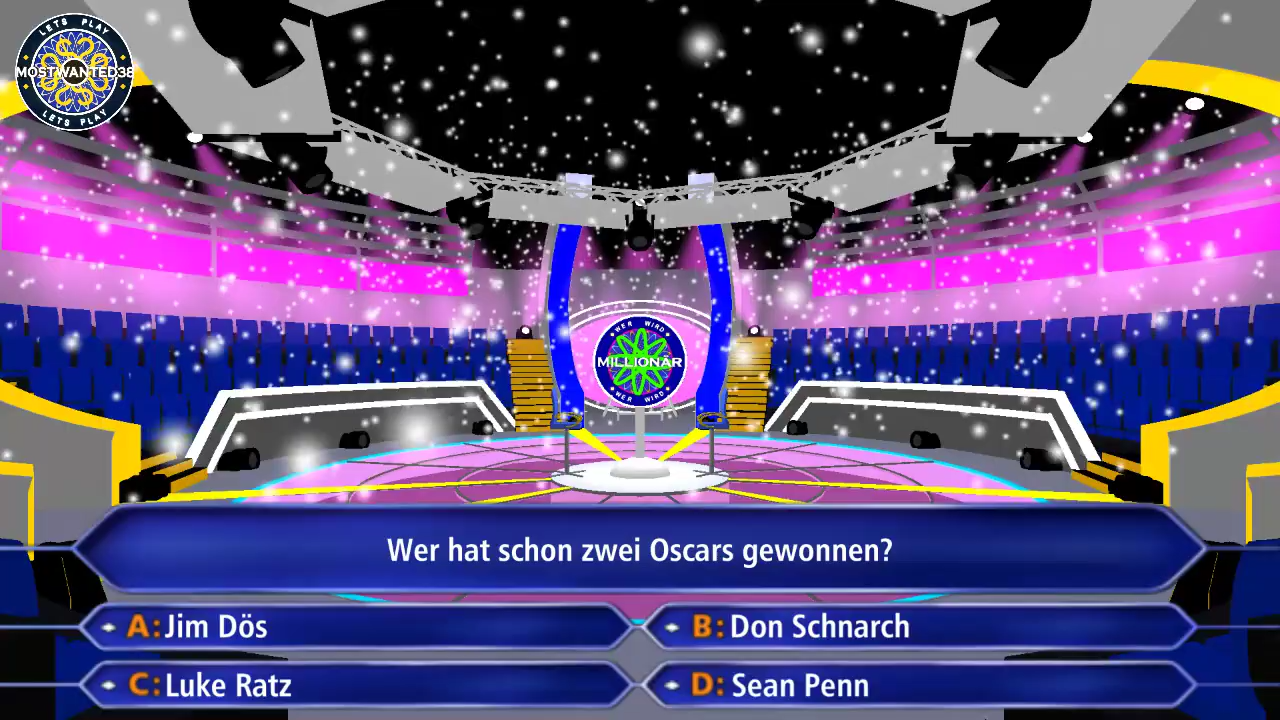 LETS PLAY
MOSTWANTED38
LETS PLAY
WER WIRD
MILLIONÄR
WER WIRD
Wer hat schon zwei Oscars gewonnen?
A: Jim Dös
B: Don Schnarch
C: Luke Ratz
D: Sean Penn